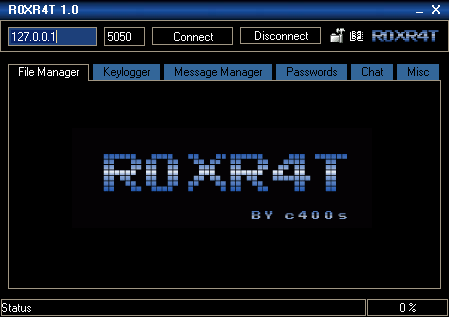 R0XR4T 1.0
127.0.0.1 5050 Connect Disconnect R0XR4T
File Manager Keylogger Message Manager Passwords Chat Misc
R0XR4T
BY c400s
Status 0 %